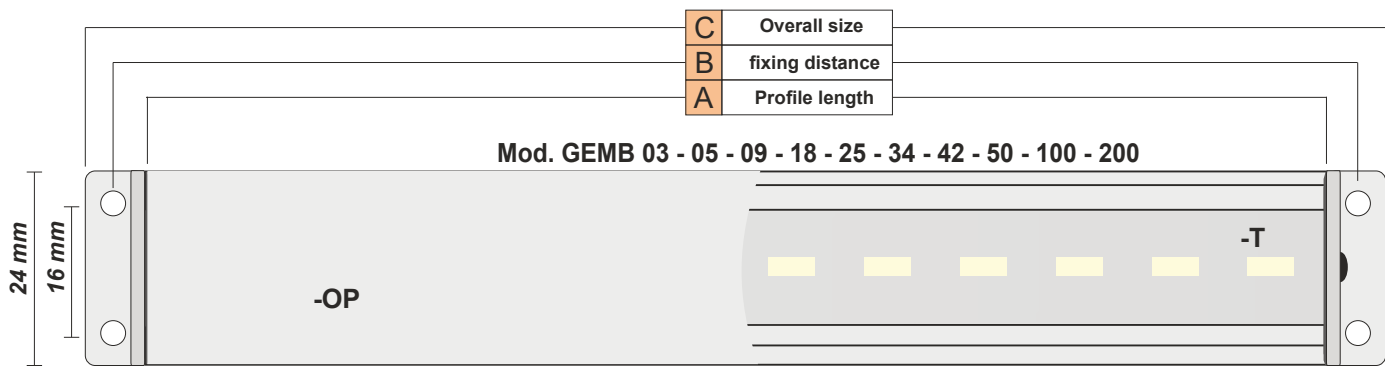 C Overall size
B fixing distance
A Profile length
Mod. GEMB 03 - 05 - 09 - 18 - 25 - 34 - 42 - 50 - 100 - 200
24 mm
16 mm
-T
-OP